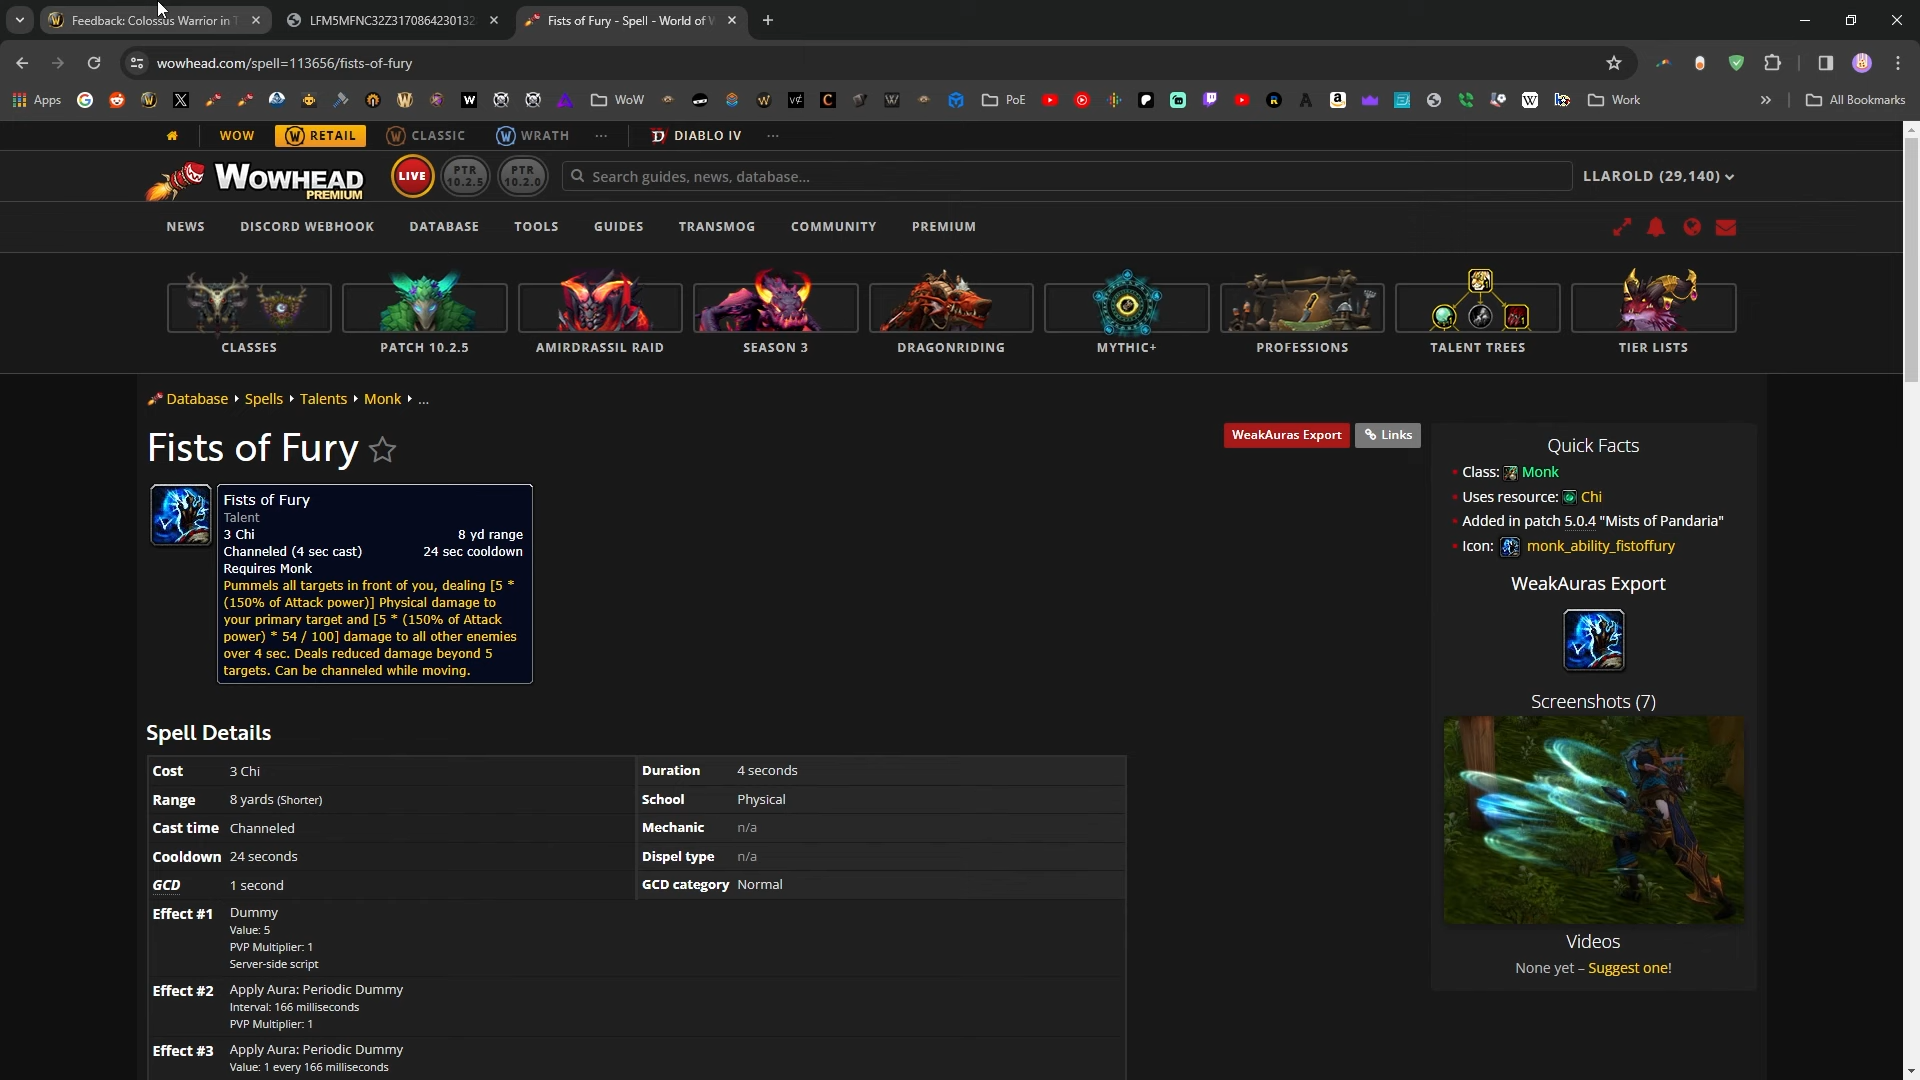 Feedback: Colossus Warrior in T
LFM5MFNC32Z3170864230132
Fists of Fury - Spell - World of W
wowhead.com/spell=113656/fists-of-fury
Apps
WoW
PoE
Work
All Bookmarks
WOW
RETAIL
CLASSIC
WRATH
DIABLO IV
WOWHEAD
PREMIUM
LIVE
PTR
10.2.5
PTR
10.2.0
Search guides, news, database...
LLAROLD (29,140)
NEWS
DISCORD WEBHOOK
DATABASE
TOOLS
GUIDES
TRANSMOG
COMMUNITY
PREMIUM
CLASSES
PATCH 10.2.5
AMIRDRASSIL RAID
SEASON 3
DRAGONRIDING
MYTHIC+
PROFESSIONS
TALENT TREES
TIER LISTS
Database
Spells
Talents
Monk
...
Fists of Fury
WeakAuras Export
Links
Fists of Fury
Talent
3 Chi 8 yd range
Channeled (4 sec cast) 24 sec cooldown
Requires Monk
Pummels all targets in front of you, dealing [5 *
(150% of Attack power)] Physical damage to
your primary target and [5 * (150% of Attack
power) * 54 / 100] damage to all other enemies
over 4 sec. Deals reduced damage beyond 5
targets. Can be channeled while moving.
Quick Facts
Class: Monk
Uses resource: Chi
Added in patch 5.0.4 "Mists of Pandaria"
Icon: monk_ability_fistoffury
WeakAuras Export
Screenshots (7)
Videos
None yet – Suggest one!
Spell Details
Cost 3 Chi
Duration 4 seconds
Range 8 yards (Shorter)
School Physical
Cast time Channeled
Mechanic n/a
Cooldown 24 seconds
Dispel type n/a
GCD 1 second
GCD category Normal
Effect #1 Dummy
Value: 5
PVP Multiplier: 1
Server-side script
Effect #2 Apply Aura: Periodic Dummy
Interval: 166 milliseconds
PVP Multiplier: 1
Effect #3 Apply Aura: Periodic Dummy
Value: 1 every 166 milliseconds